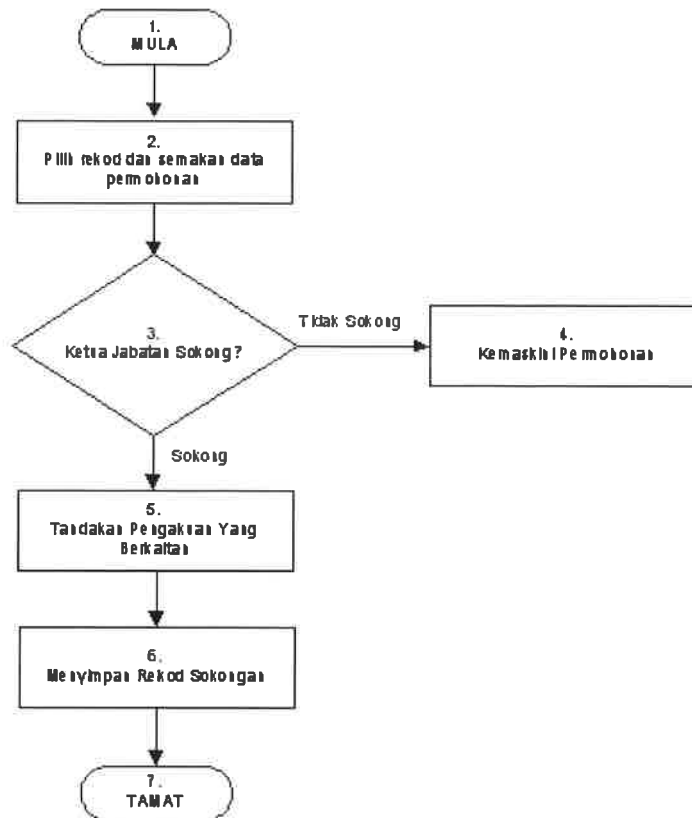 1.
MULA
2.
Pilih rekod dan semakan data
permohonan
3.
Ketua Jabatan Sokong?
Tidak Sokong
4.
Kemaskini Permohonan
Sokong
5.
Tandakan Pengakuan Yang
Berkaitan
6.
Menyimpan Rekod Sokongan
7.
TAMAT